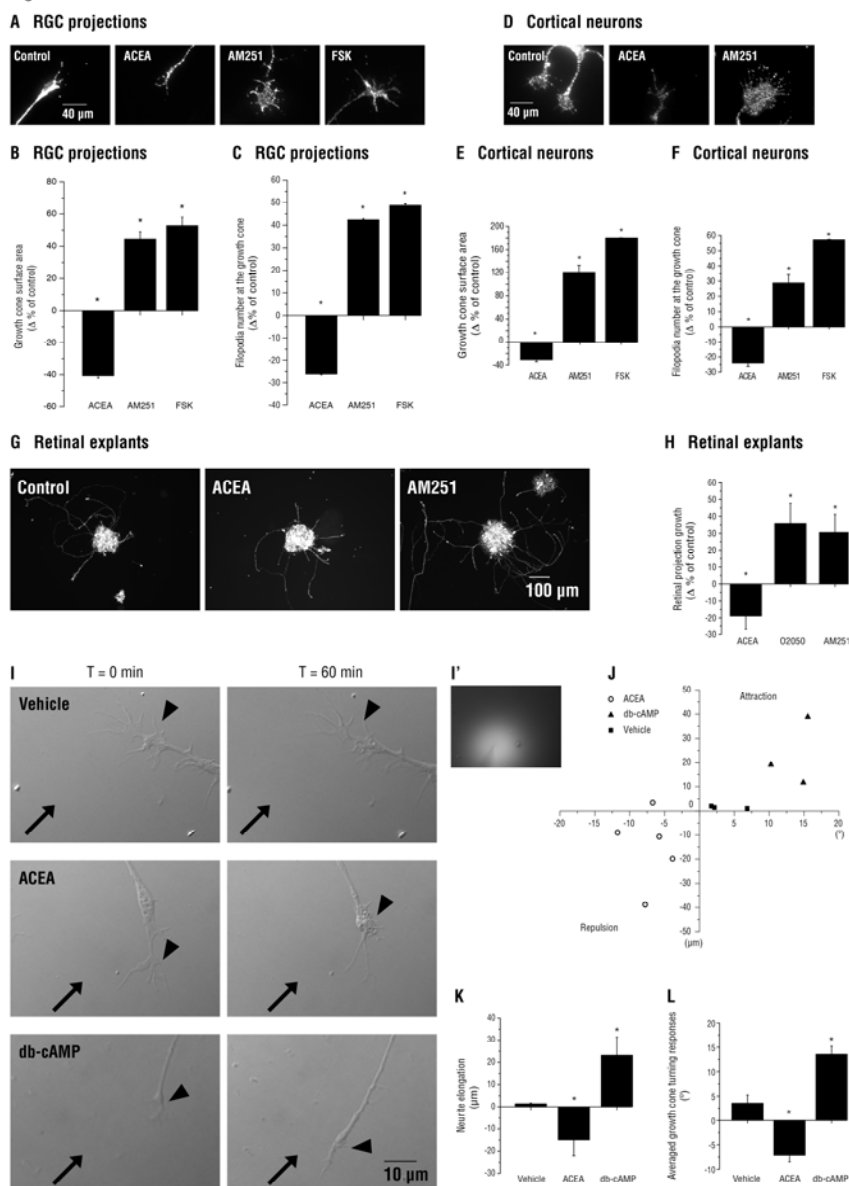 A RGC projections
Control
ACEA
AM251
FSK
40 µm
D Cortical neurons
Control
ACEA
AM251
40 µm
B RGC projections
Growth cone surface area
(Δ % of control)
80
60
40
20
0
-20
-40
-60
*
*
*
ACEA AM251 FSK
C RGC projections
Filopodia number at the growth cone
(Δ % of control)
60
50
40
30
20
10
0
-10
-20
-30
-40
*
*
*
ACEA AM251 FSK
E Cortical neurons
Growth cone surface area
(Δ % of control)
200
160
120
80
40
0
-40
*
*
*
ACEA AM251 FSK
F Cortical neurons
Filopodia number at the growth cone
(Δ % of control)
60
50
40
30
20
10
0
-10
-20
-30
*
*
*
ACEA AM251 FSK
G Retinal explants
Control
ACEA
AM251
100 µm
H Retinal explants
Retinal projection growth
(Δ % of control)
60
50
40
30
20
10
0
-10
-20
-30
*
*
*
ACEA O2050 AM251
I T = 0 min T = 60 min
Vehicle
ACEA
db-cAMP
10 µm
I'
J
ACEA
db-cAMP
Vehicle
Attraction
Repulsion
50
40
30
20
10
0
-10
-20
-30
-40
-50
(µm)
-20 -15 -10 -5 5 10 15 20
(°)
K
Neurite elongation
(µm)
40
30
20
10
0
-10
-20
-30
*
*
Vehicle ACEA db-cAMP
L
Averaged growth cone turning responses
(°)
20
15
10
5
0
-5
-10
*
*
Vehicle ACEA db-cAMP